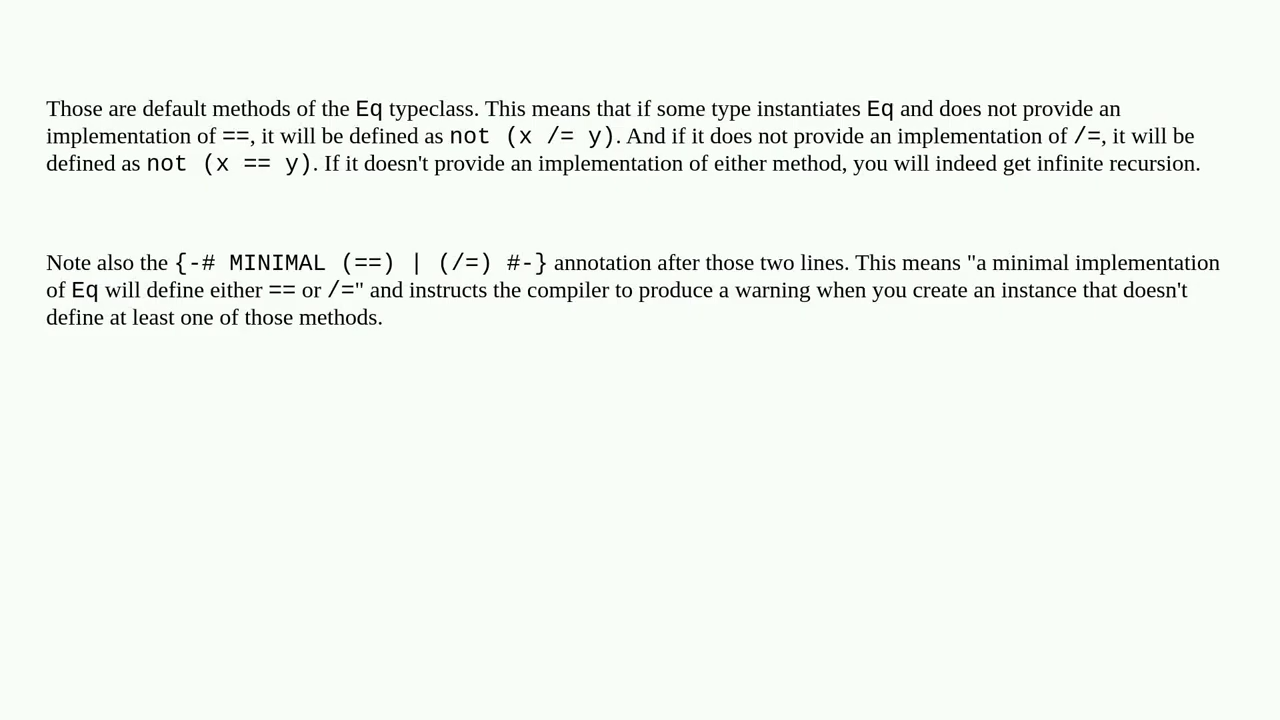 Those are default methods of the Eq typeclass. This means that if some type instantiates Eq and does not provide an
implementation of ==, it will be defined as not (x /= y). And if it does not provide an implementation of /=, it will be
defined as not (x == y). If it doesn't provide an implementation of either method, you will indeed get infinite recursion.
Note also the {-# MINIMAL (==) | (/=) #-} annotation after those two lines. This means "a minimal implementation
of Eq will define either == or /=" and instructs the compiler to produce a warning when you create an instance that doesn't
define at least one of those methods.